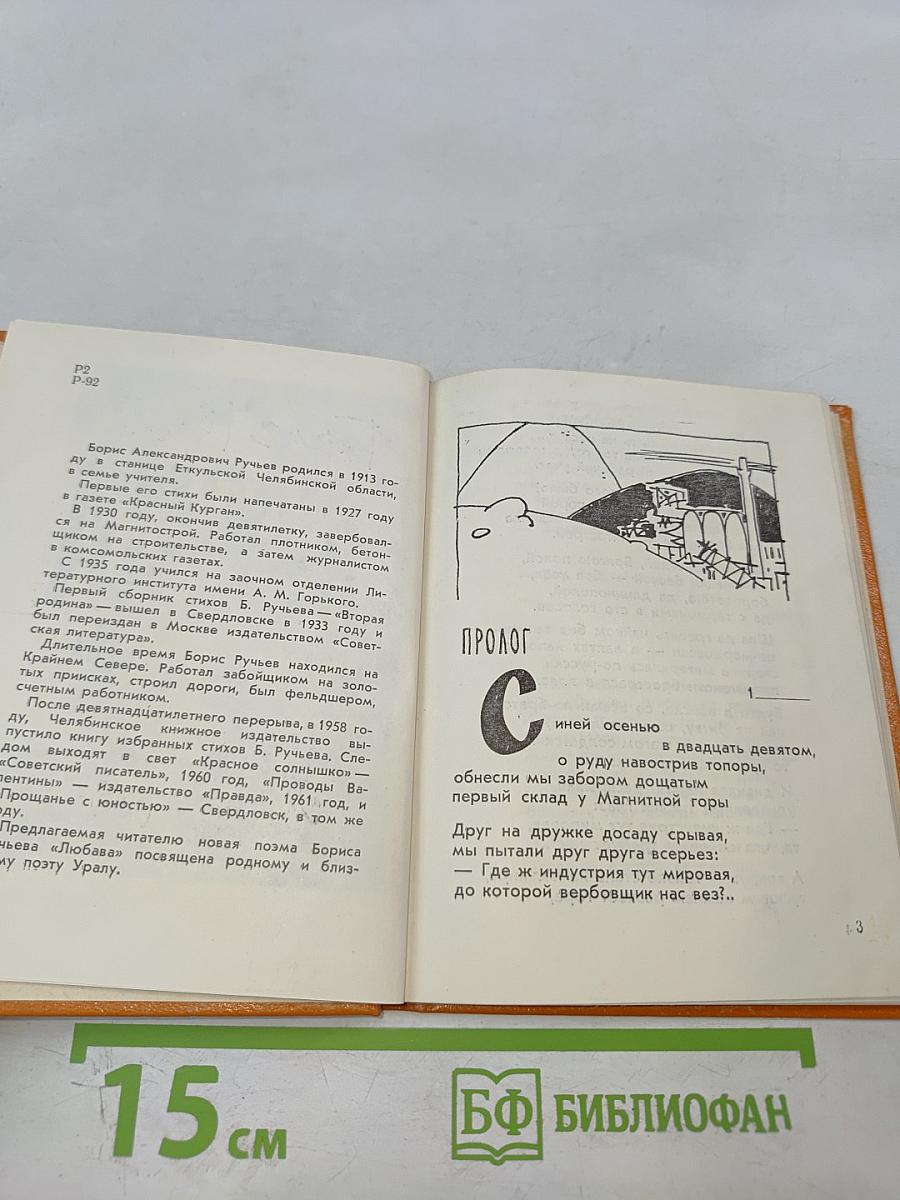 Р2
Р-92
Борис Александрович Ручьев родился в 1913 го-
ду в станице Еткульской Челябинской области,
в семье учителя.
Первые его стихи были напечатаны в 1927 году
в газете «Красный Курган».
В 1930 году, окончив девятилетку, завербовал-
ся на Магнитострой. Работал плотником, бетон-
щиком на строительстве, а затем журналистом
в комсомольских газетах.
С 1935 года учился на заочном отделении Ли-
тературного института имени А. М. Горького.
Первый сборник стихов Б. Ручьева — «Вторая
родина» — вышел в Свердловске в 1933 году и
был переиздан в Москве издательством «Совет-
ская литература».
Длительное время Борис Ручьев находился на
Крайнем Севере. Работал забойщиком на золо-
тых приисках, строил дороги, был фельдшером,
счетным работником.
После девятнадцатилетнего перерыва, в 1958 го-
ду, Челябинское книжное издательство вы-
пустило книгу избранных стихов Б. Ручьева. Сле-
дом выходят в свет «Красное солнышко» —
«Советский писатель», 1960 год, «Проводы Ва-
лентины» — издательство «Правда», 1961 год, и
Прощанье с юностью» — Свердловск, в том же
оду.
Предлагаемая читателю новая поэма Бориса
чьева «Любава» посвящена родному и близ-
му поэту Уралу.
ПРОЛОГ
1
Синей осенью
в двадцать девятом,
о руду навострив топоры,
обнесли мы забором дощатым
первый склад у Магнитной горы
Друг на дружке досаду срывая,
мы пытали друг друга всерьез:
— Где ж индустрия тут мировая,
до которой вербовщик нас вез?..
3
15 см
БФ БИБЛИОФАН